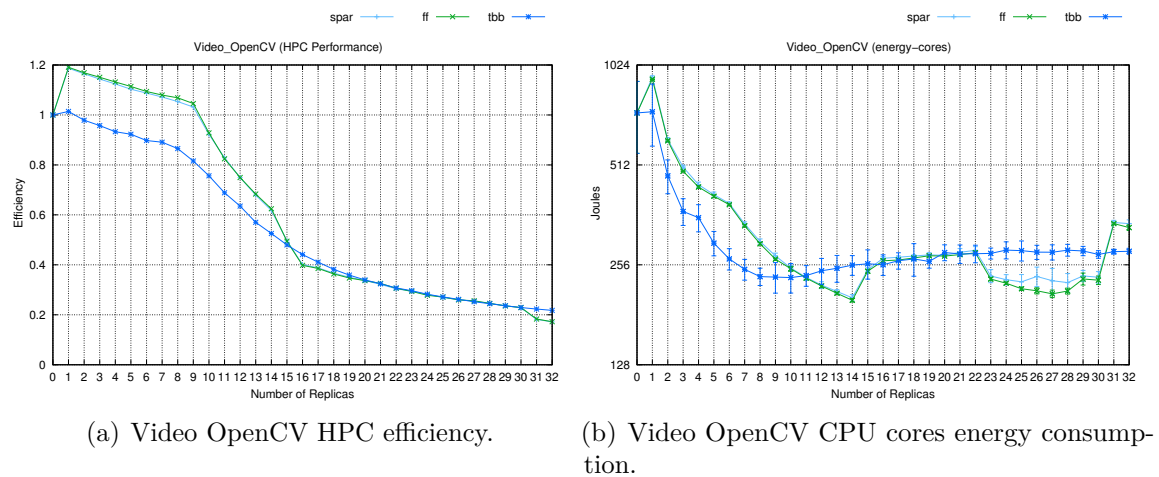 spar ff tbb
Video_OpenCV (HPC Performance)
Efficiency
1.2
1
0.8
0.6
0.4
0.2
0
0 1 2 3 4 5 6 7 8 9 10 11 12 13 14 15 16 17 18 19 20 21 22 23 24 25 26 27 28 29 30 31 32
Number of Replicas
(a) Video OpenCV HPC efficiency.
spar ff tbb
Video_OpenCV (energy-cores)
Joules
1024
512
256
128
0 1 2 3 4 5 6 7 8 9 10 11 12 13 14 15 16 17 18 19 20 21 22 23 24 25 26 27 28 29 30 31 32
Number of Replicas
(b) Video OpenCV CPU cores energy consump-
tion.